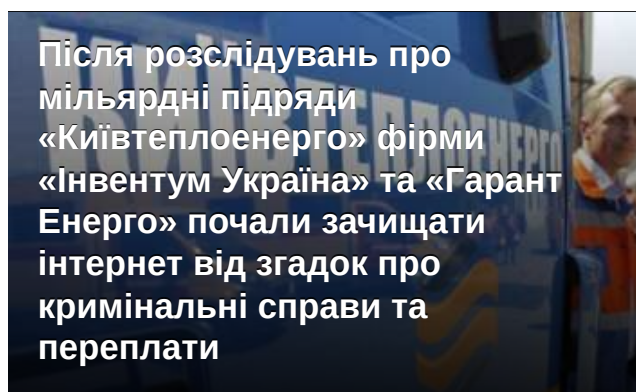 Після розслідувань про
мільярдні підряди
«Київтеплоенерго» фірми
«Інвентум Україна» та «Гарант
Енерго» почали зачищати
інтернет від згадок про
кримінальні справи та
переплати
КИЇВТЕПЛОЕНЕРГО